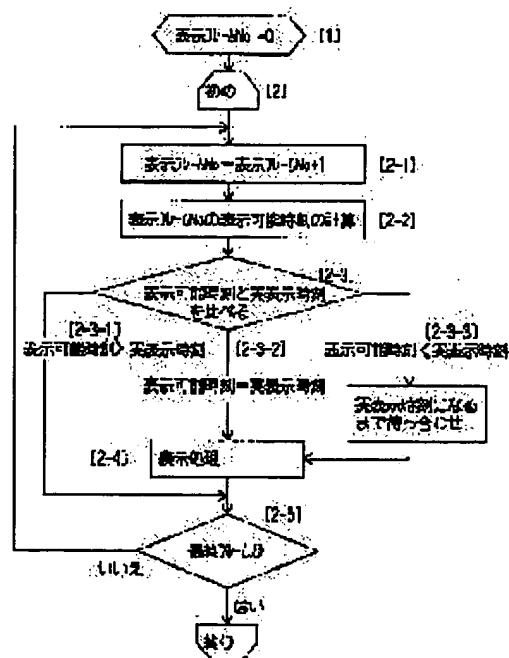 表示フレームNo =0 [1]
初め [2]
表示フレームNo=表示フレームNo+1 [2-1]
表示フレームNoの表示可能時刻の計算 [2-2]
表示可能時刻と実表示時刻
を比べる
[2-3-1]
表示可能時刻>実表示時刻
[2-3-2]
表示可能時刻=実表示時刻
[2-3-3]
表示可能時刻<実表示時刻
実表示時刻になる
まで待っ合わせ
[2-4] 表示処理
[2-5]
最終フレームか
いいえ
はい
終り